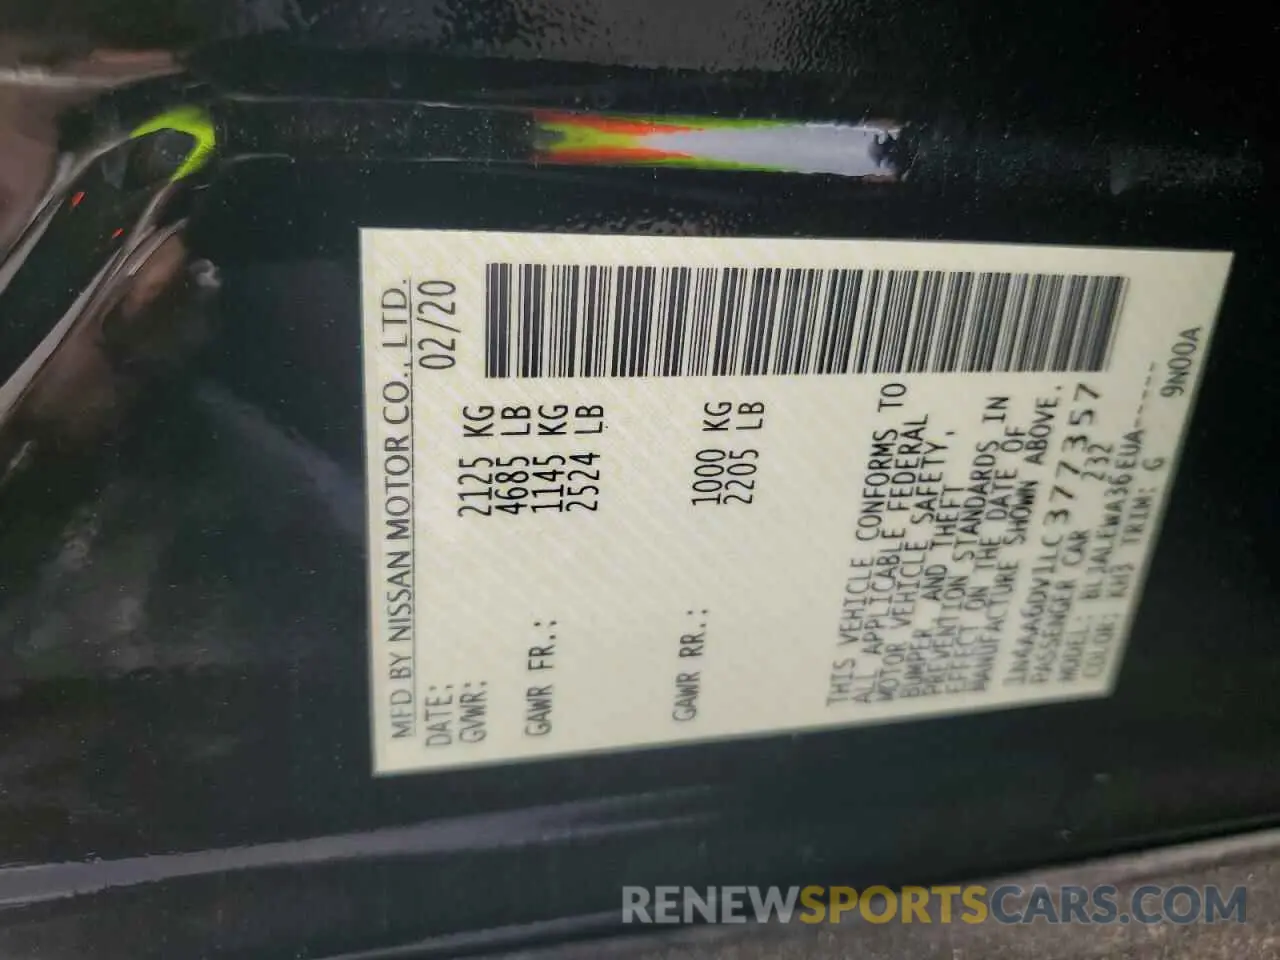 MFD BY NISSAN MOTOR CO., LTD.
DATE: 02/20
GVWR: 2125 KG
4685 LB
GAWR FR.: 1145 KG
2524 LB
GAWR RR.: 1000 KG
2205 LB
THIS VEHICLE CONFORMS TO
ALL APPLICABLE FEDERAL
MOTOR VEHICLE SAFETY,
BUMPER, AND THEFT
PREVENTION STANDARDS IN
EFFECT ON THE DATE OF
MANUFACTURE SHOWN ABOVE.
1N4AA6DV1LC377357
PASSENGER CAR 232
MODEL: BLJALEWA36EUA-----
COLOR: KH3 TRIM: G
9N00A
RENEWSPORTSCARS.COM